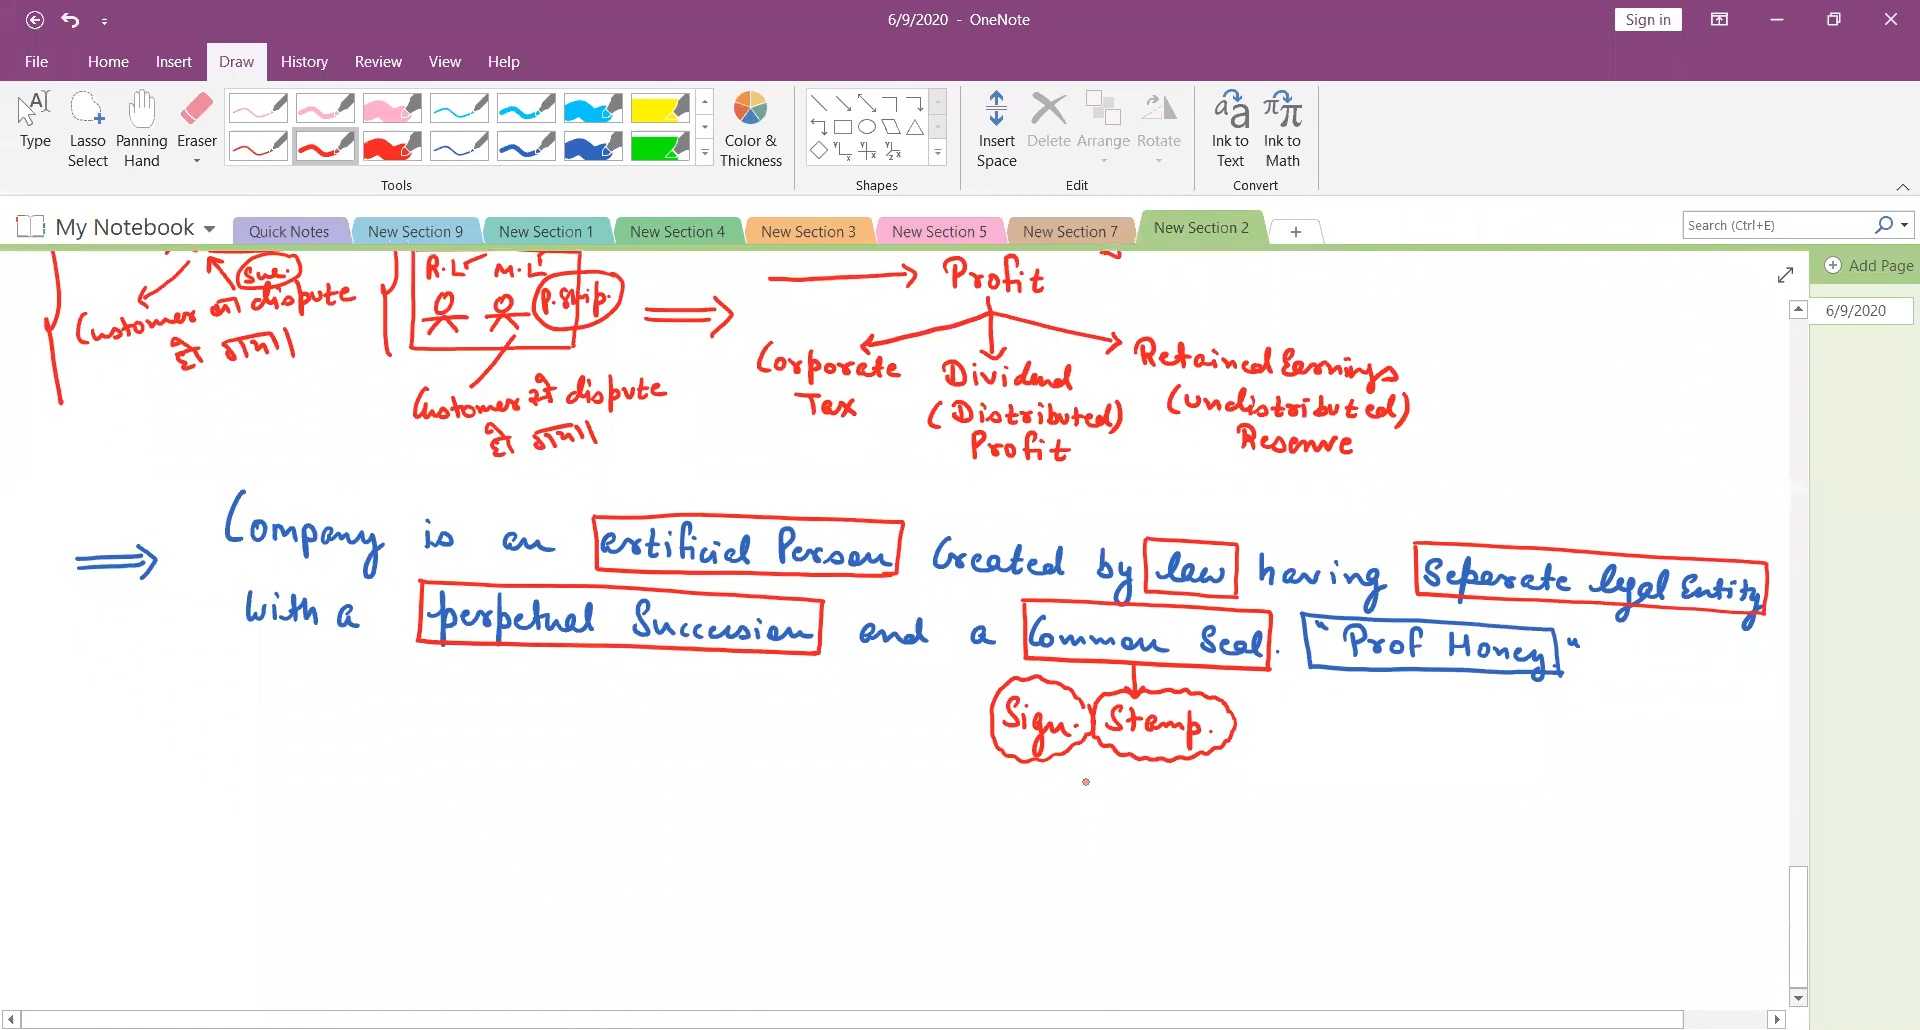 6/9/2020 - OneNote
Sign in
File Home Insert Draw History Review View Help
Type
Lasso Select
Panning Hand
Eraser
Color & Thickness
Insert Space
Delete
Arrange
Rotate
Ink to Text
Ink to Math
Tools
Shapes
Edit
Convert
My Notebook
Quick Notes
New Section 9
New Section 1
New Section 4
New Section 3
New Section 5
New Section 7
New Section 2
Search (Ctrl+E)
Add Page
6/9/2020
Sue.
Customer का dispute
हो गया।
R.L M.L
P.Ship.
Customer से dispute
हो गया।
Profit
Corporate
Tax
Dividend
(Distributed)
Profit
Retained Earnings
(Undistributed)
Reserve
Company is an artificial Person Created by law having Separate legal Entity
with a perpetual Succession and a Common Seal. "Prof Honey."
Sign. Stamp.